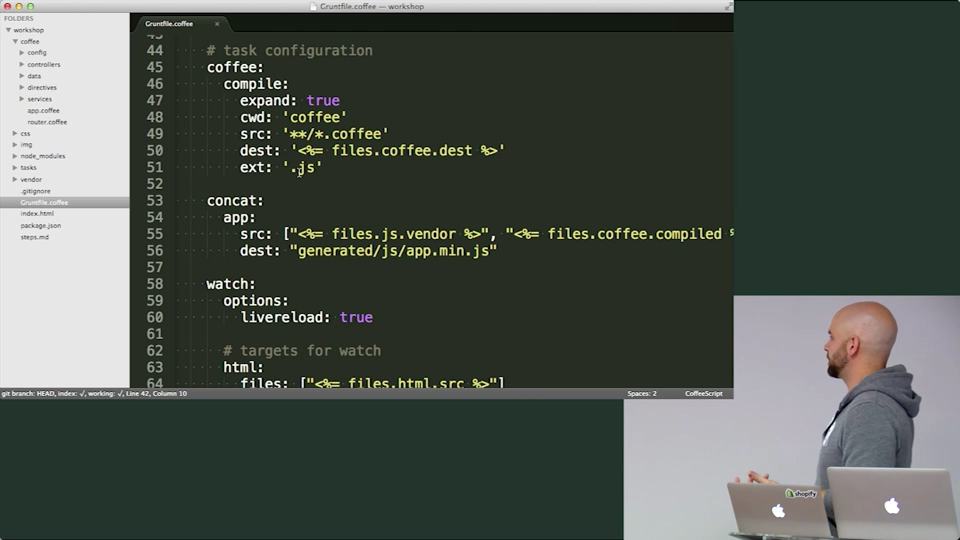 Gruntfile.coffee — workshop
FOLDERS
Gruntfile.coffee ×
workshop
coffee
config
controllers
data
directives
services
app.coffee
router.coffee
css
img
node_modules
tasks
vendor
.gitignore
Gruntfile.coffee
index.html
package.json
steps.md
44 # task configuration
45 coffee:
46 compile:
47 expand: true
48 cwd: 'coffee'
49 src: '**/*.coffee'
50 dest: '<%= files.coffee.dest %>'
51 ext: '.js'
52
53 concat:
54 app:
55 src: ["<%= files.js.vendor %>", "<%= files.coffee.compiled %
56 dest: "generated/js/app.min.js"
57
58 watch:
59 options:
60 livereload: true
61
62 # targets for watch
63 html:
64 files: ["<%= files.html.src %>"]
git branch: HEAD, index: √, working: √, Line 42, Column 10
Spaces: 2
CoffeeScript
shopify